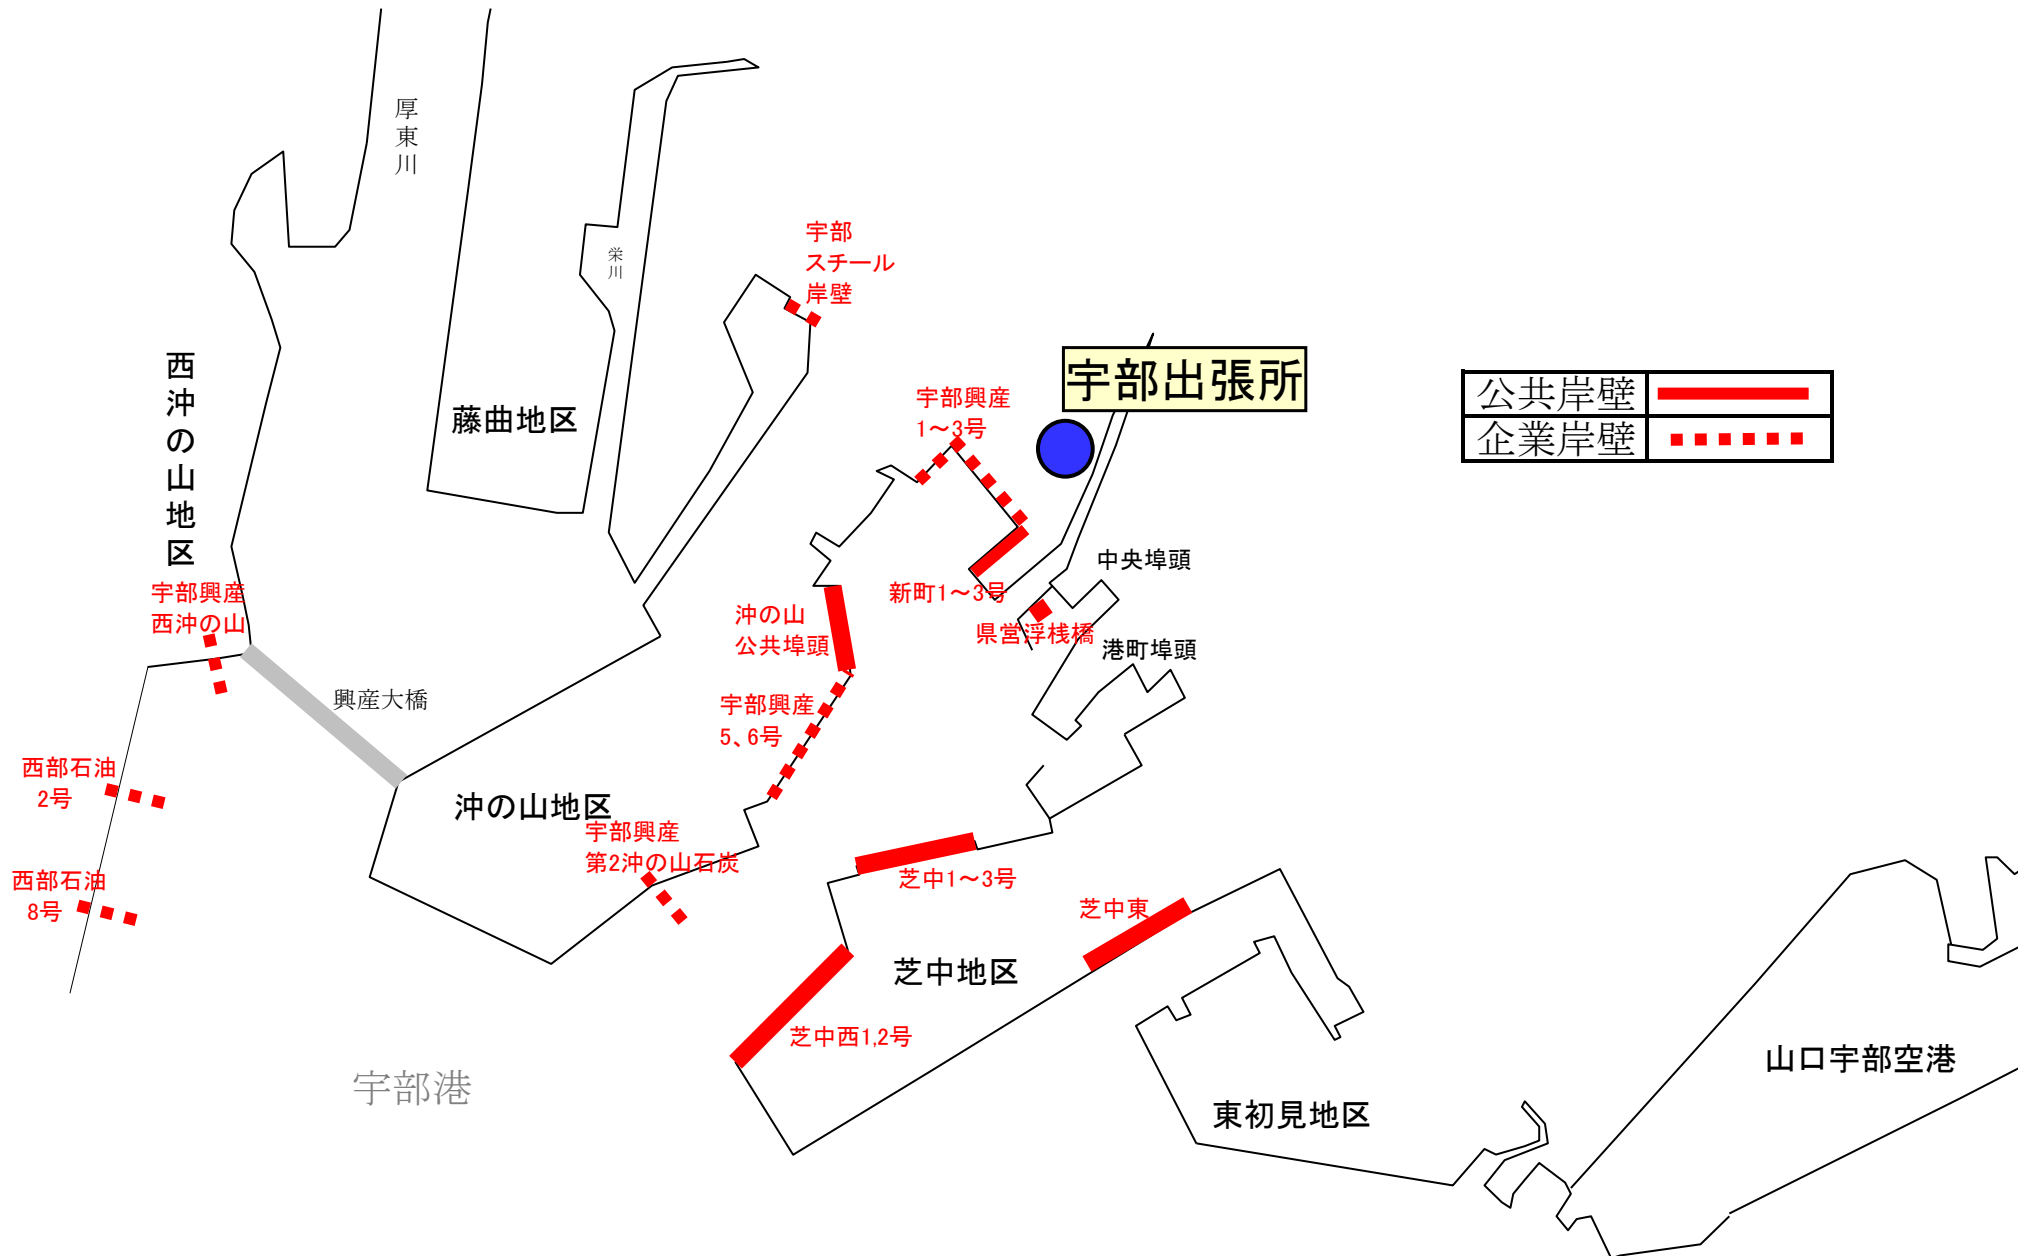 厚東川
栄川
宇部
スチール
岸壁
西沖の山地区
藤曲地区
宇部出張所
宇部興産
1～3号
公共岸壁
企業岸壁
中央埠頭
新町1～3号
県営浮桟橋
港町埠頭
宇部興産
西沖の山
沖の山
公共埠頭
興産大橋
宇部興産
5、6号
西部石油
2号
沖の山地区
宇部興産
第2沖の山石炭
西部石油
8号
芝中1～3号
芝中東
芝中地区
芝中西1,2号
宇部港
東初見地区
山口宇部空港